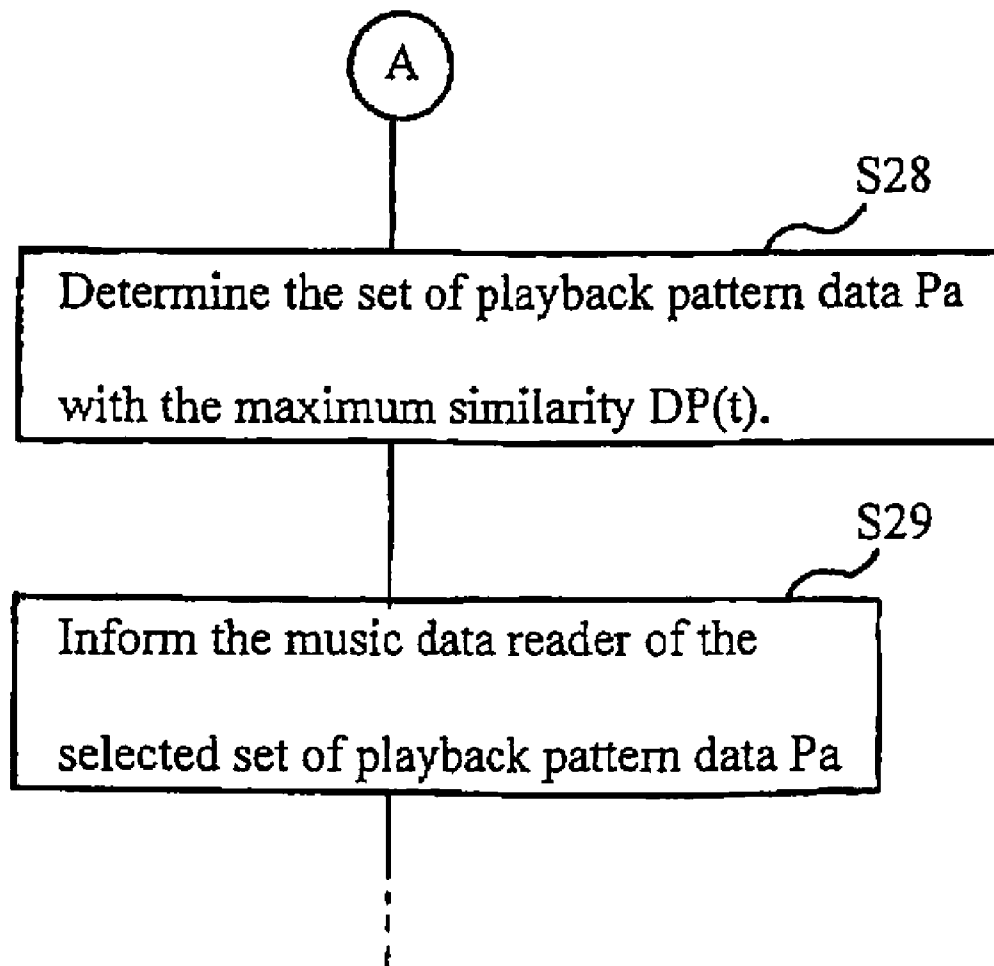 A
S28
Determine the set of playback pattern data Pa
with the maximum similarity DP(t).
S29
Inform the music data reader of the
selected set of playback pattern data Pa